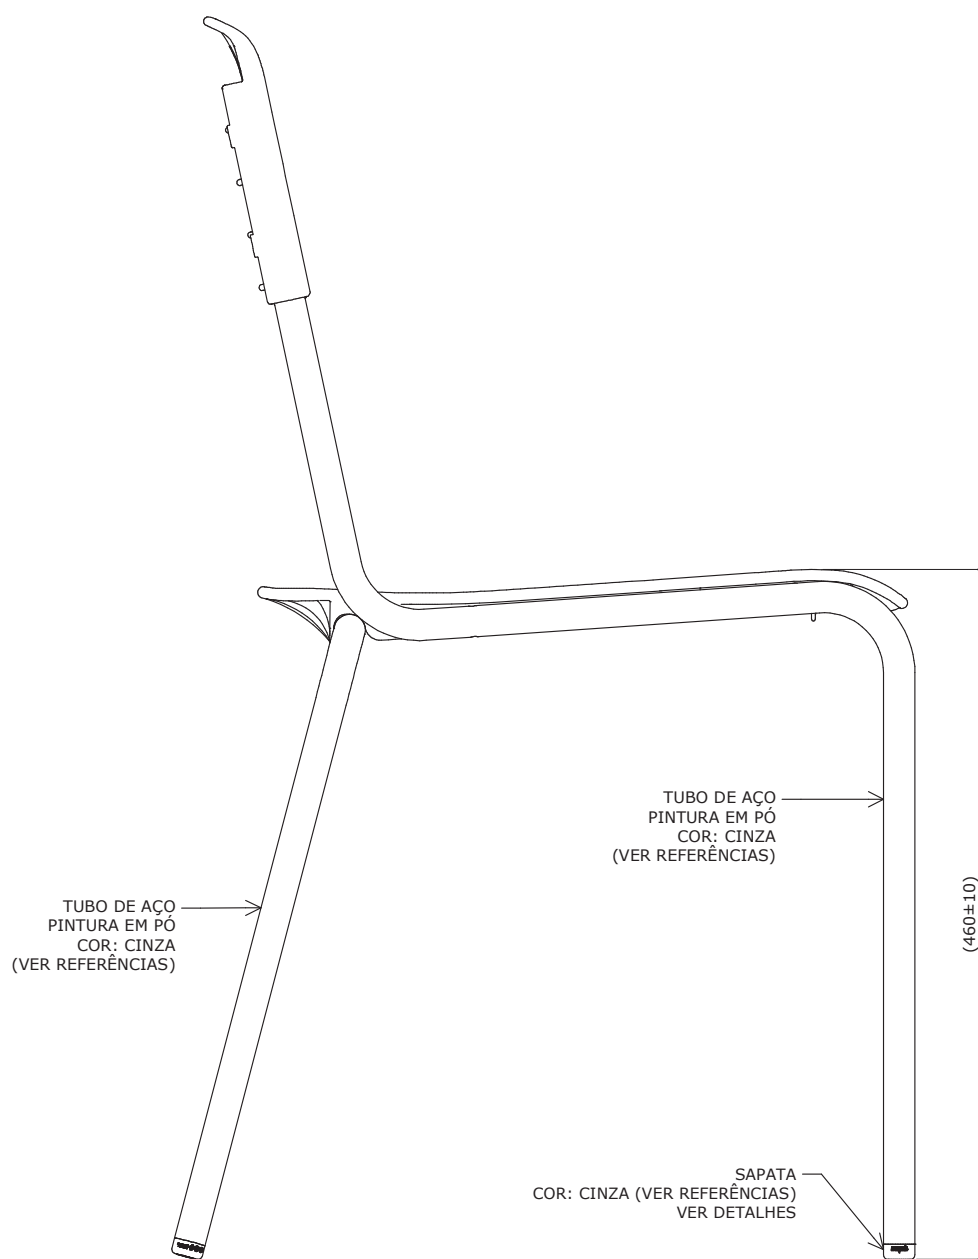 TUBO DE AÇO
PINTURA EM PÓ
COR: CINZA
(VER REFERÊNCIAS)
TUBO DE AÇO
PINTURA EM PÓ
COR: CINZA
(VER REFERÊNCIAS)
(460±10)
SAPATA
COR: CINZA (VER REFERÊNCIAS)
VER DETALHES